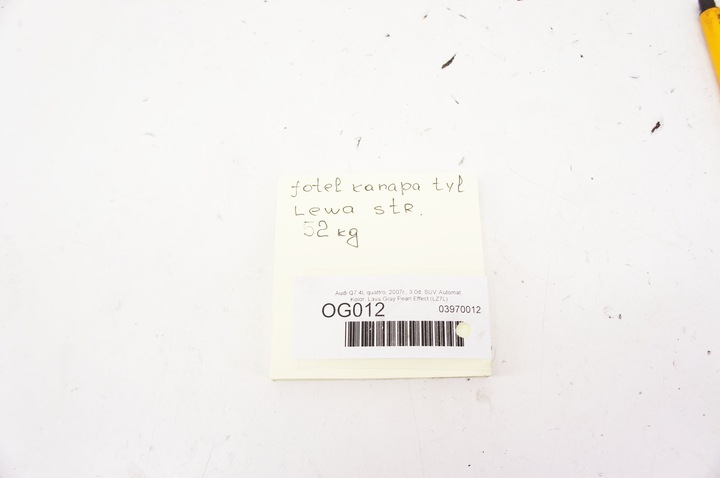 fotel kanapa tył
Lewa str.
52 kg
Audi Q7 4L quattro, 2007r., 3.0d, SUV, Automat,
Kolor: Lava Gray Pearl Effect (LZ7L)
OG012
03970012